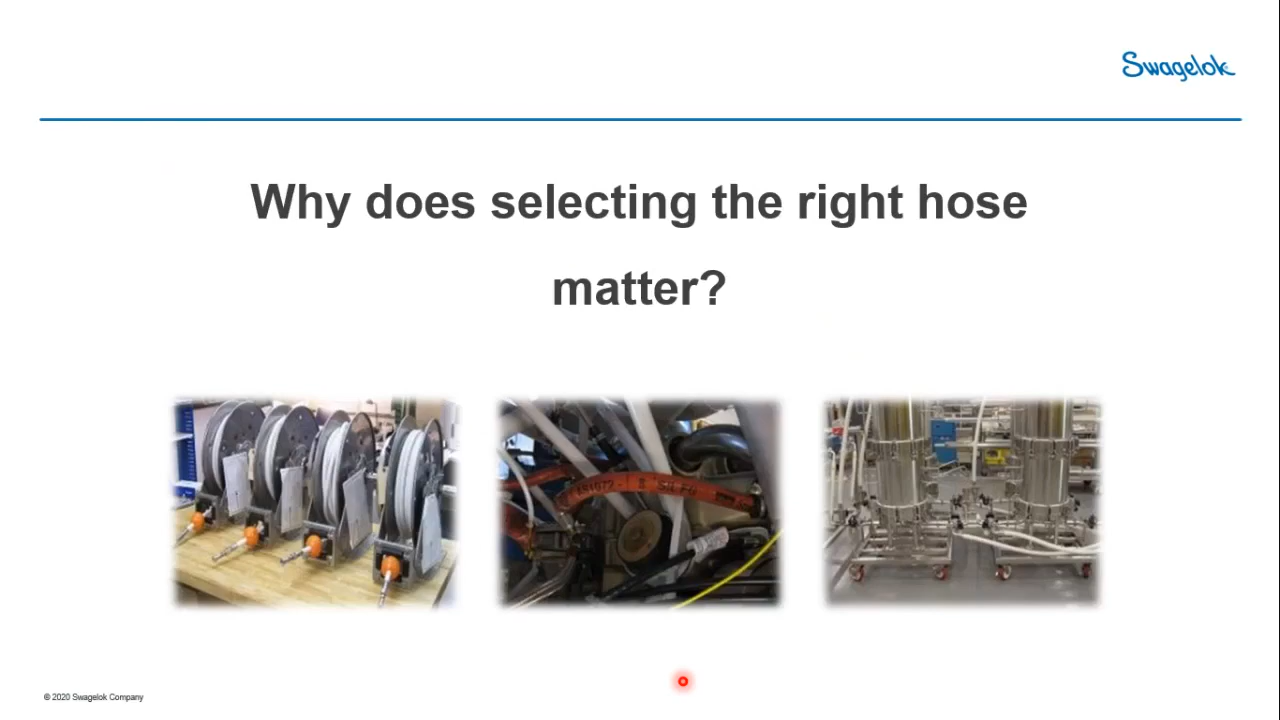 Swagelok
Why does selecting the right hose
matter?
© 2020 Swagelok Company